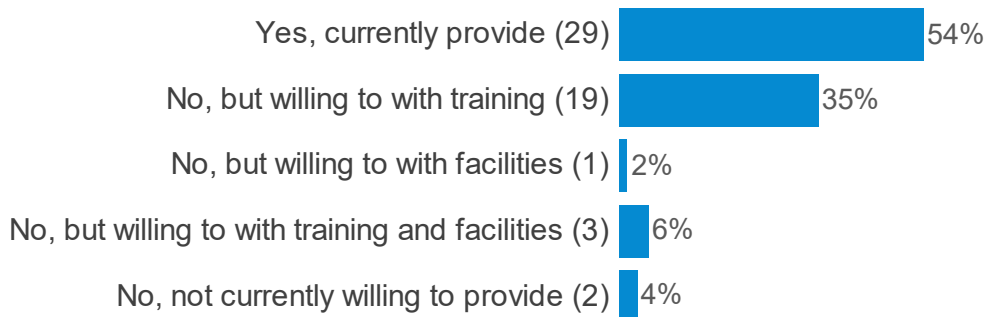 Yes, currently provide (29) 54%
No, but willing to with training (19) 35%
No, but willing to with facilities (1) 2%
No, but willing to with training and facilities (3) 6%
No, not currently willing to provide (2) 4%